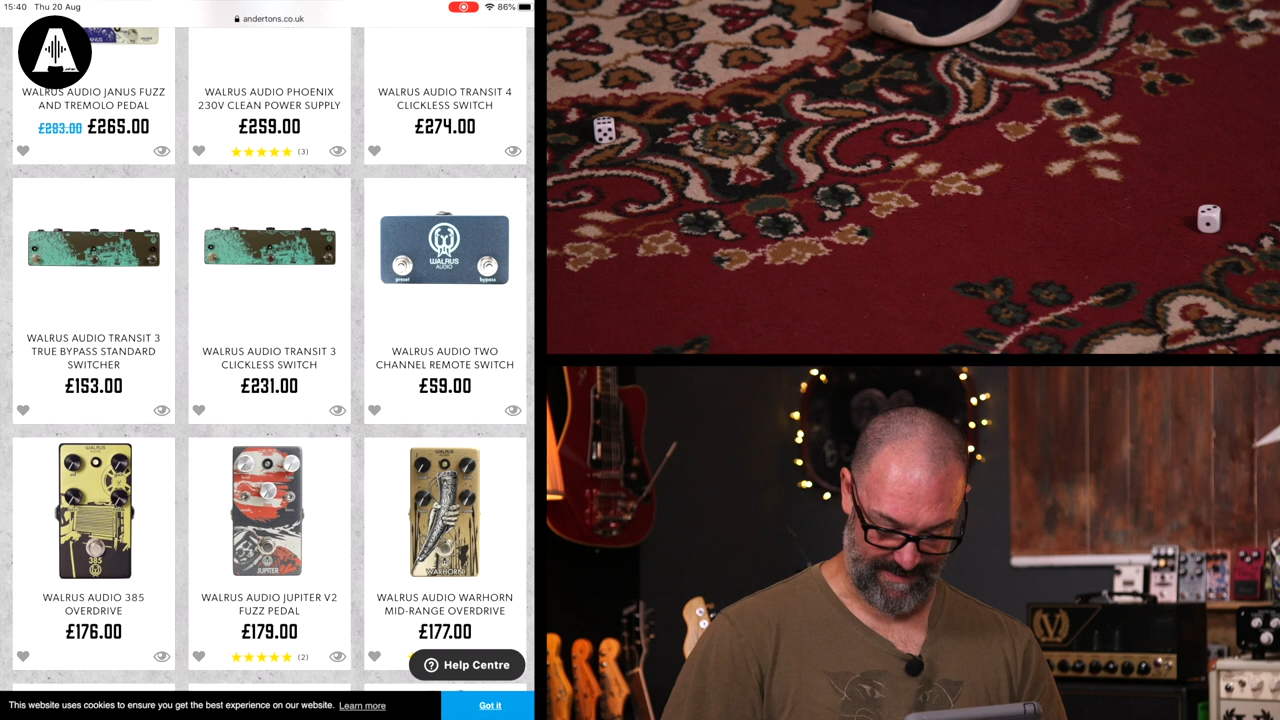 15:40 Thu 20 Aug
86%
andertons.co.uk
WALRUS AUDIO JANUS FUZZ
AND TREMOLO PEDAL
£283.00 £265.00
WALRUS AUDIO PHOENIX
230V CLEAN POWER SUPPLY
£259.00
(3)
WALRUS AUDIO TRANSIT 4
CLICKLESS SWITCH
£274.00
WALRUS AUDIO TRANSIT 3
TRUE BYPASS STANDARD
SWITCHER
£153.00
WALRUS AUDIO TRANSIT 3
CLICKLESS SWITCH
£231.00
WALRUS
AUDIO
preset
bypass
WALRUS AUDIO TWO
CHANNEL REMOTE SWITCH
£59.00
385
WALRUS AUDIO 385
OVERDRIVE
£176.00
JUPITER
WALRUS AUDIO JUPITER V2
FUZZ PEDAL
£179.00
(2)
WARHORN
WALRUS AUDIO WARHORN
MID-RANGE OVERDRIVE
£177.00
Help Centre
This website uses cookies to ensure you get the best experience on our website. Learn more
Got it